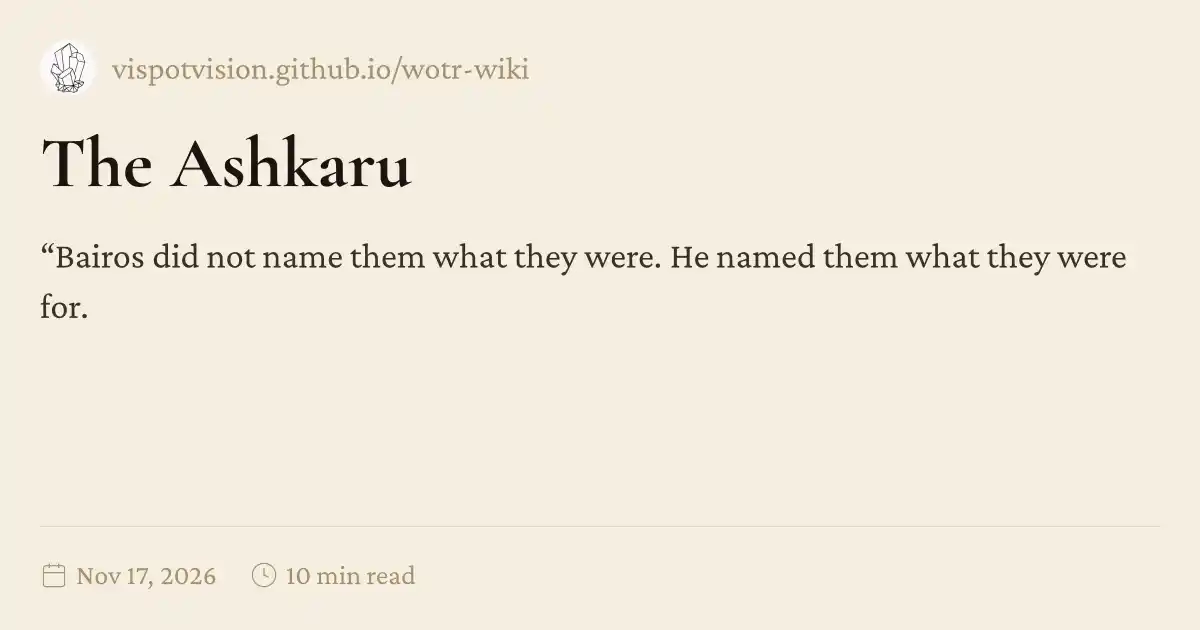 vispotvision.github.io/wotr-wiki
The Ashkaru
“Bairos did not name them what they were. He named them what they were
for.
Nov 17, 2026
10 min read